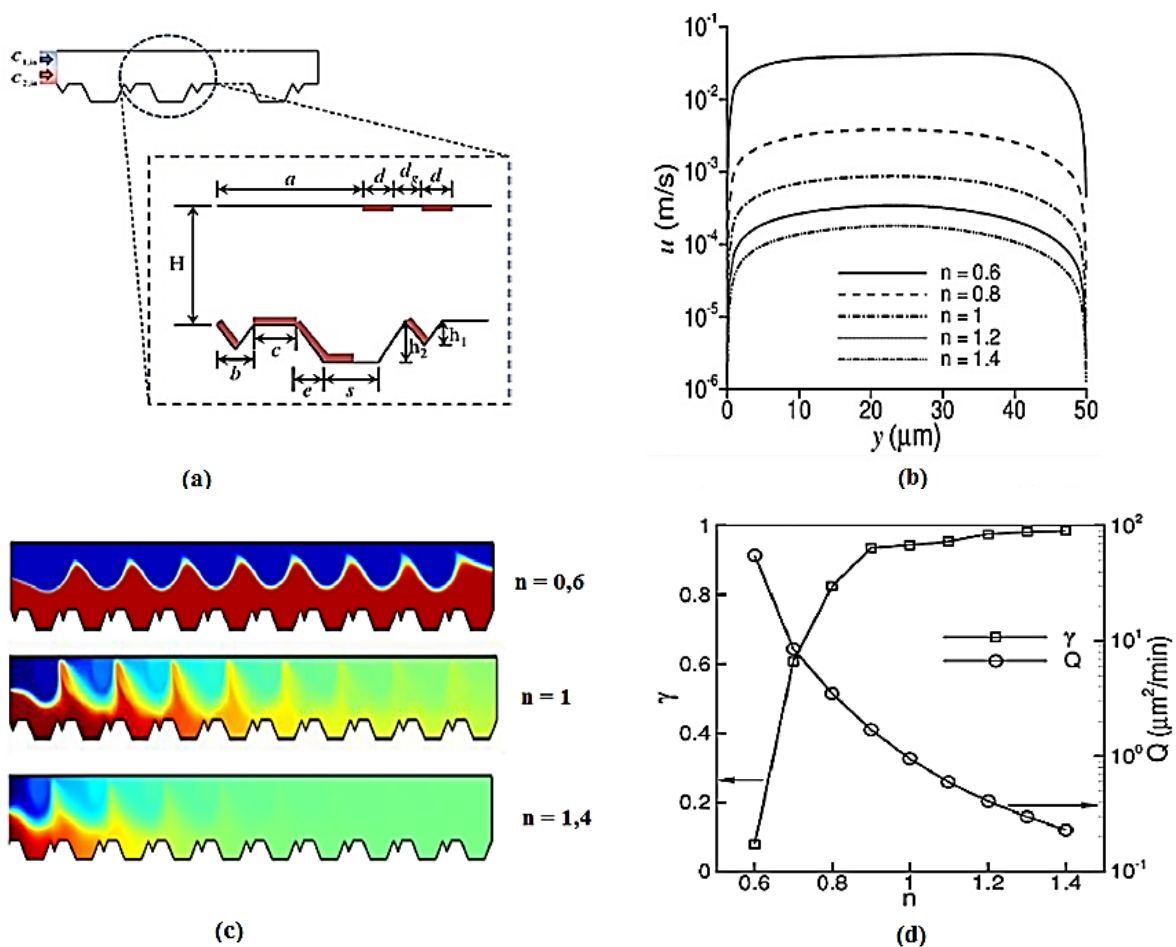 C1,in
C2,in
a
d
dg
d
H
c
b
e
s
h2
h1
(a)
10-1
10-2
10-3
10-4
10-5
10-6
u (m/s)
n = 0.6
n = 0.8
n = 1
n = 1.2
n = 1.4
0 10 20 30 40 50
y (μm)
(b)
n = 0,6
n = 1
n = 1,4
(c)
1
0.8
0.6
0.4
0.2
0
γ
γ
Q
10²
10¹
10⁰
10⁻¹
Q (μm²/min)
0.6 0.8 1 1.2 1.4
n
(d)